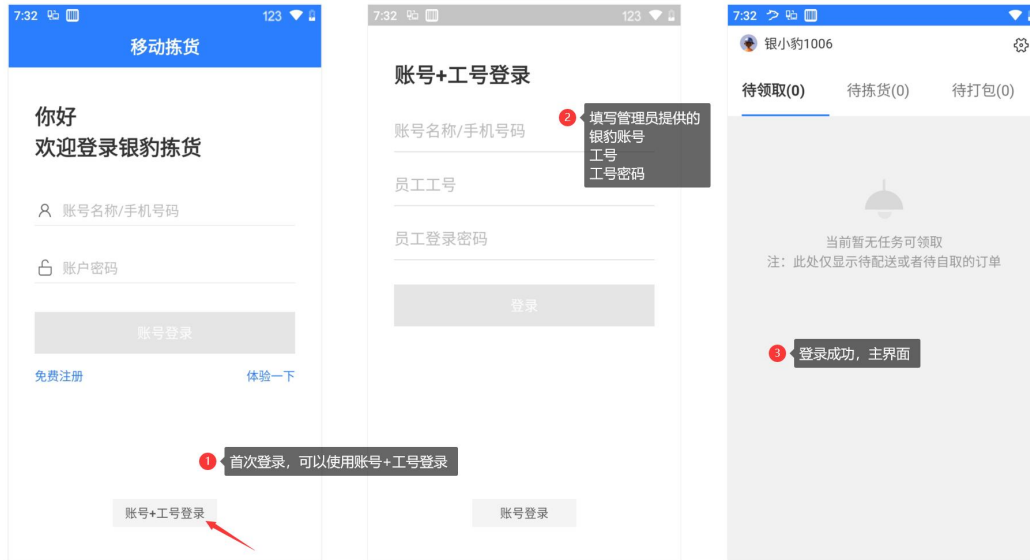 7:32
123
移动拣货
你好
欢迎登录银豹拣货
账号名称/手机号码
账户密码
账号登录
免费注册
体验一下
1
首次登录，可以使用账号+工号登录
账号+工号登录
7:32
123
账号+工号登录
账号名称/手机号码
2
填写管理员提供的
银豹账号
工号
工号密码
员工工号
员工登录密码
登录
账号登录
7:32
银小豹1006
待领取(0)
待拣货(0)
待打包(0)
当前暂无任务可领取
注：此处仅显示待配送或者待自取的订单
3
登录成功，主界面